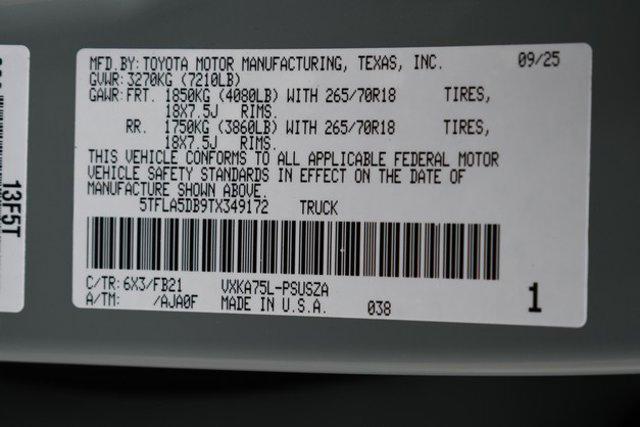 MFD.BY: TOYOTA MOTOR MANUFACTURING, TEXAS, INC. 09/25
GVWR: 3270KG (7210LB)
GAWR: FRT. 1850KG (4080LB) WITH 265/70R18 TIRES,
18X7.5J RIMS.
RR. 1750KG (3860LB) WITH 265/70R18 TIRES,
18X7.5J RIMS.
THIS VEHICLE CONFORMS TO ALL APPLICABLE FEDERAL MOTOR
VEHICLE SAFETY STANDARDS IN EFFECT ON THE DATE OF
MANUFACTURE SHOWN ABOVE.
5TFLA5DB9TX349172 TRUCK
C/TR: 6X3/FB21 VXKA75L-PSUSZA
A/TM: /AJA0F MADE IN U.S.A. 038 1
13F5T